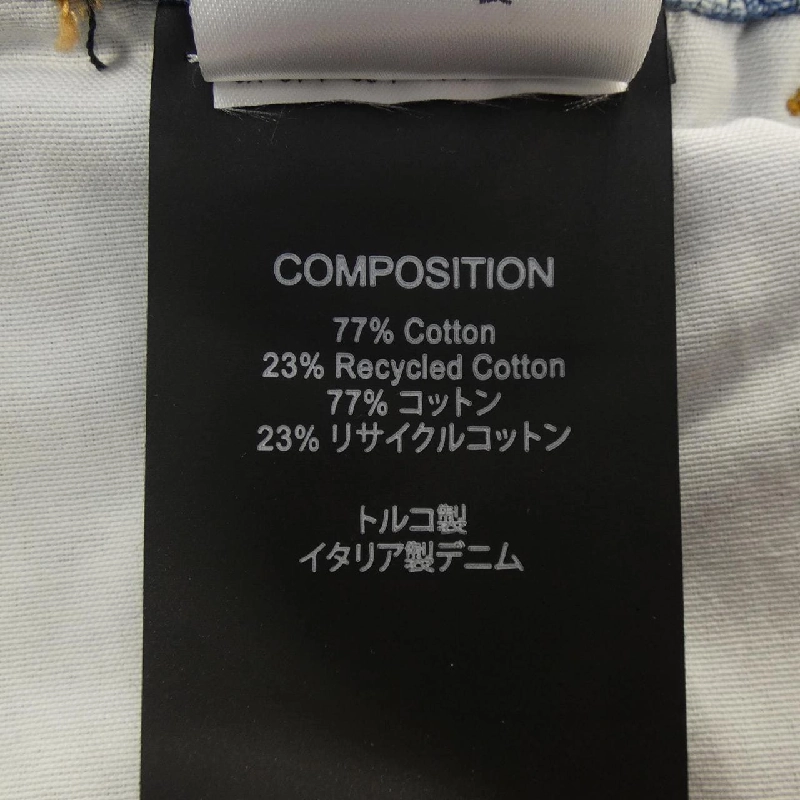 COMPOSITION
77% Cotton
23% Recycled Cotton
77% コットン
23% リサイクルコットン
トルコ製
イタリア製デニム